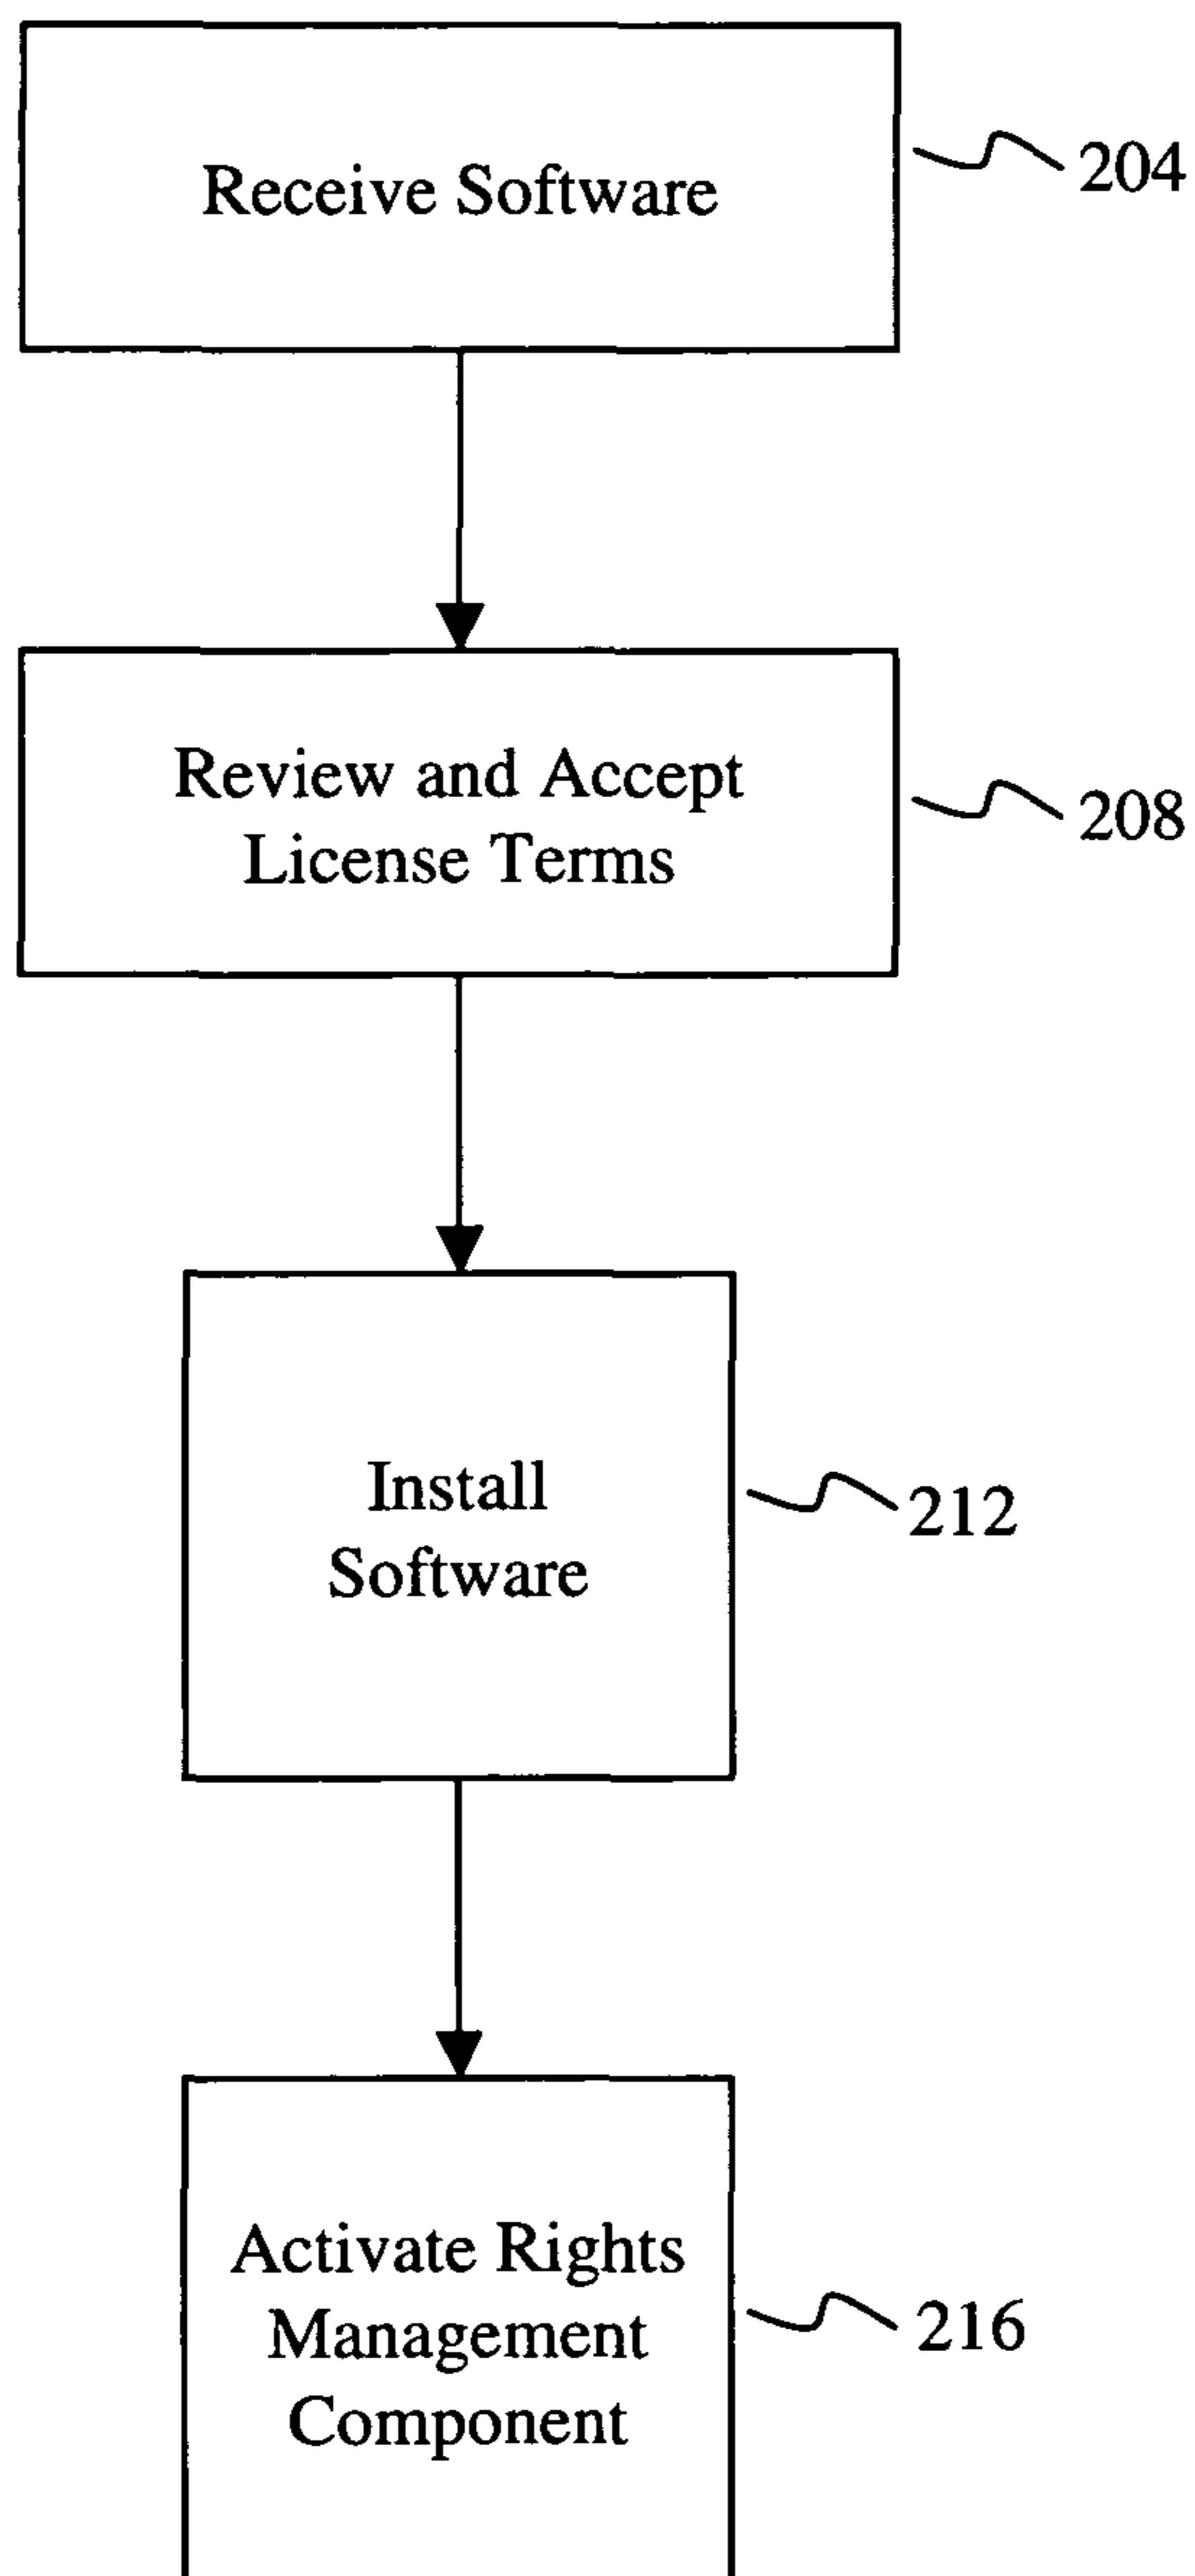 Receive Software
204
Review and Accept
License Terms
208
Install
Software
212
Activate Rights
Management
Component
216